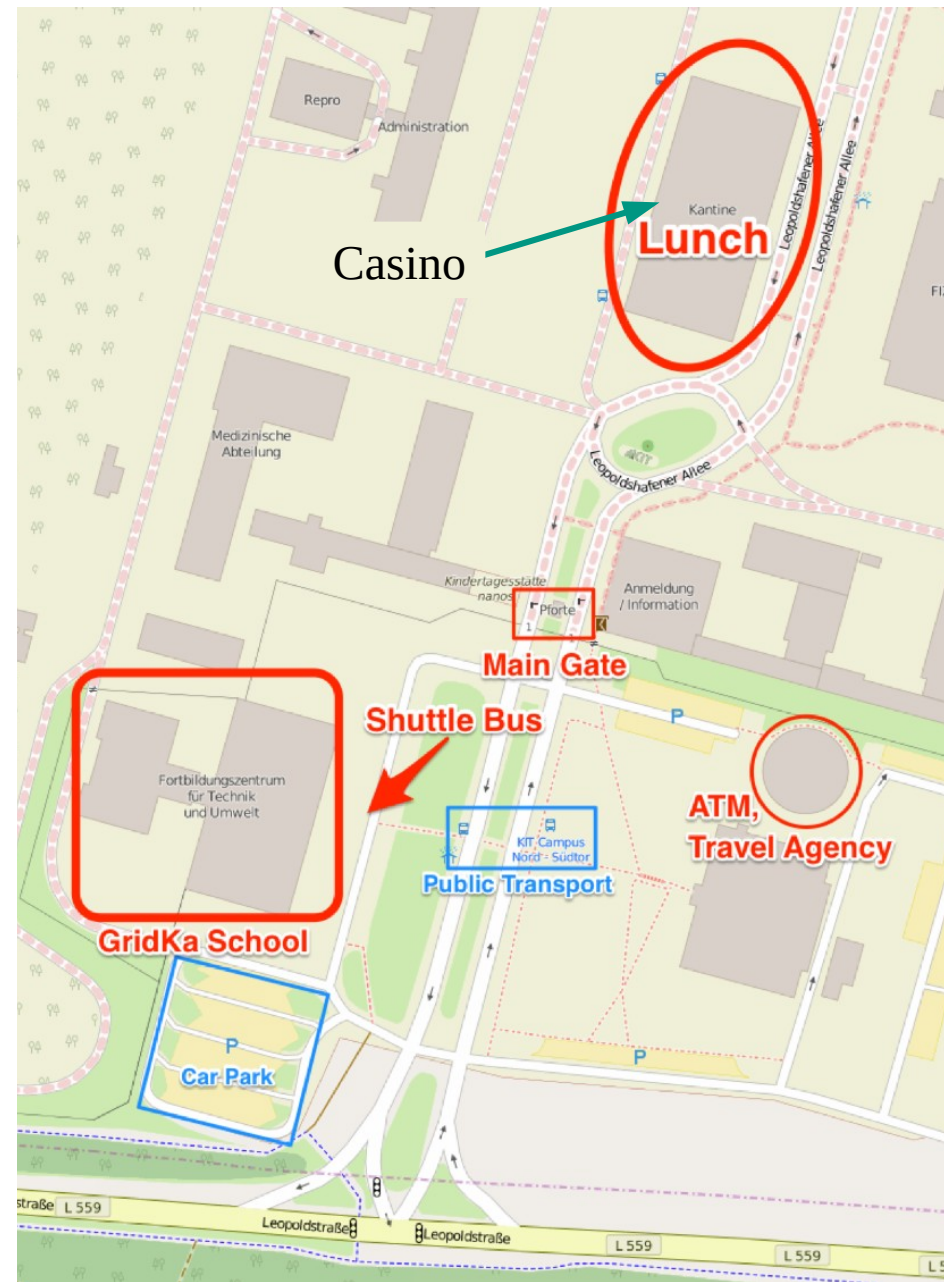 Repro
Administration
Kantine
Lunch
Casino
Leopoldshafener Allee
Leopoldshafener Allee
FIZ
Medizinische
Abteilung
KIT
Leopoldshafener Allee
Kindertagesstätte
nanos
Pforte
1
Anmeldung
/ Information
Main Gate
Shuttle Bus
P
Fortbildungszentrum
für Technik
und Umwelt
ATM,
Travel Agency
KIT Campus
Nord - Südtor
Public Transport
GridKa School
P
Car Park
P
straße
L 559
Leopoldstraße
Leopoldstraße
L 559
L 559